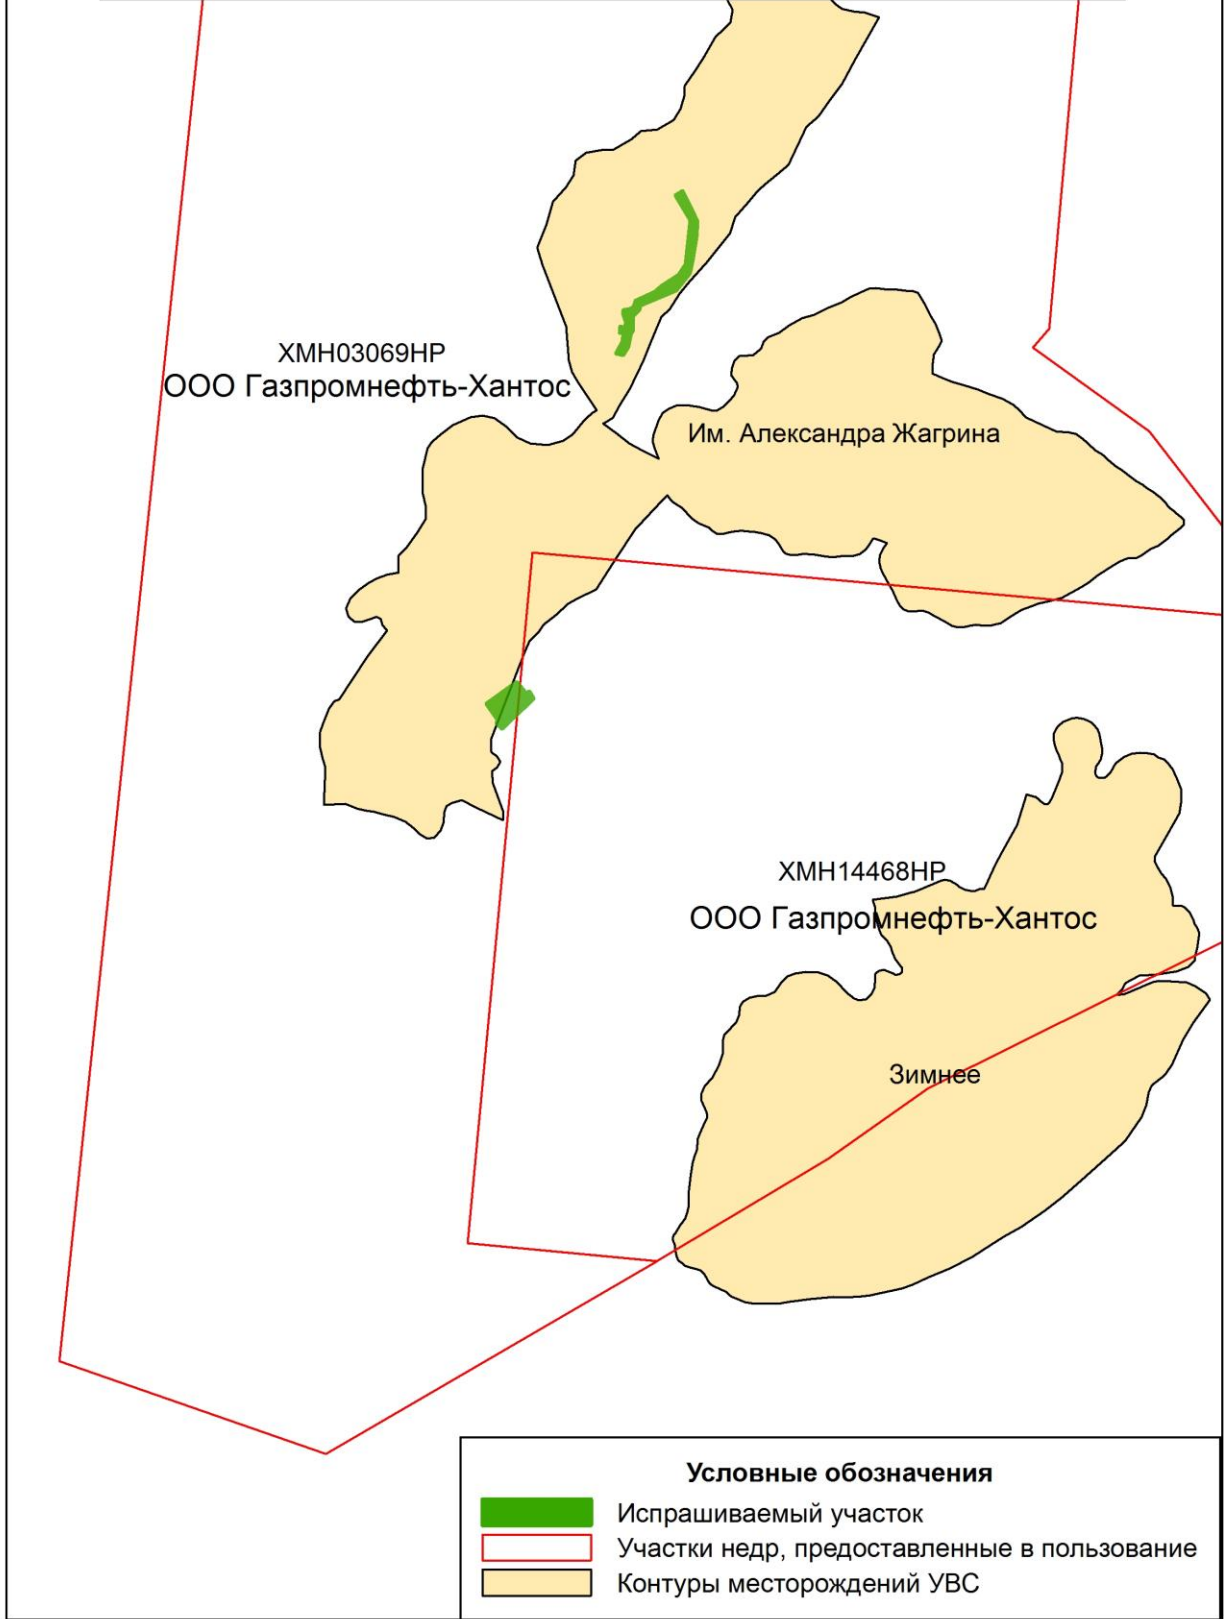 ХМН03069НР
ООО Газпромнефть-Хантос
Им. Александра Жагрина
ХМН14468НР
ООО Газпромнефть-Хантос
Зимнее
Условные обозначения
Испрашиваемый участок
Участки недр, предоставленные в пользование
Контуры месторождений УВС